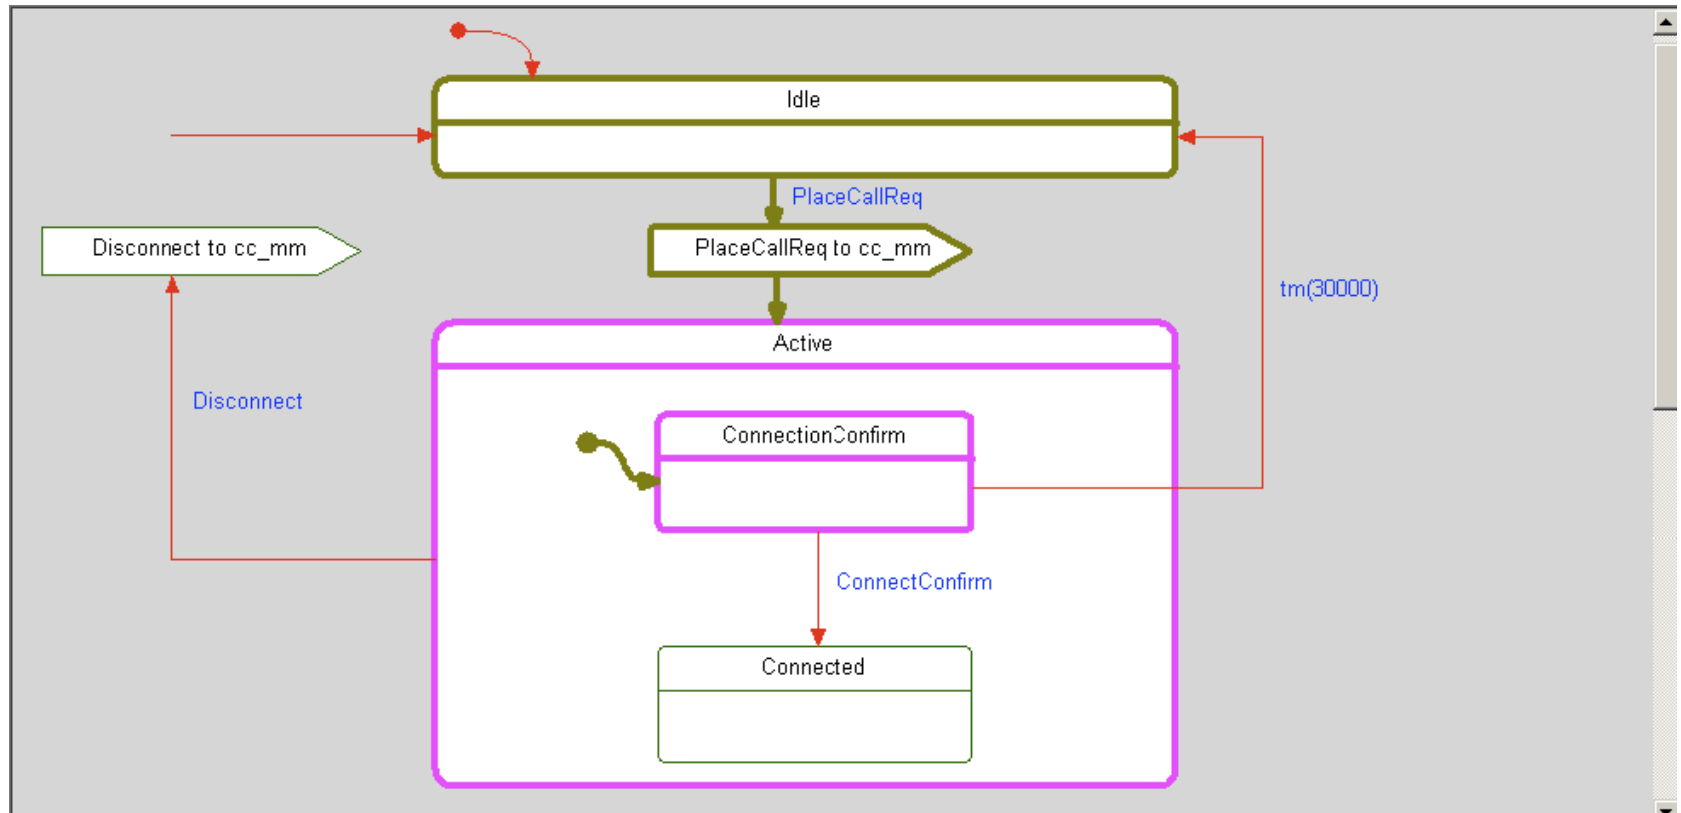 Idle
PlaceCallReq
Disconnect to cc_mm
PlaceCallReq to cc_mm
tm(30000)
Active
Disconnect
ConnectionConfirm
ConnectConfirm
Connected